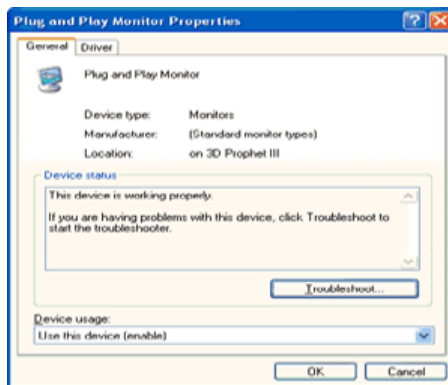 Plug and Play Monitor Properties
General Driver
Plug and Play Monitor
Device type: Monitors
Manufacturer: (Standard monitor types)
Location: on 3D Prophet III
Device status
This device is working properly.
If you are having problems with this device, click Troubleshoot to
start the troubleshooter.
Troubleshoot...
Device usage:
Use this device (enable)
OK Cancel